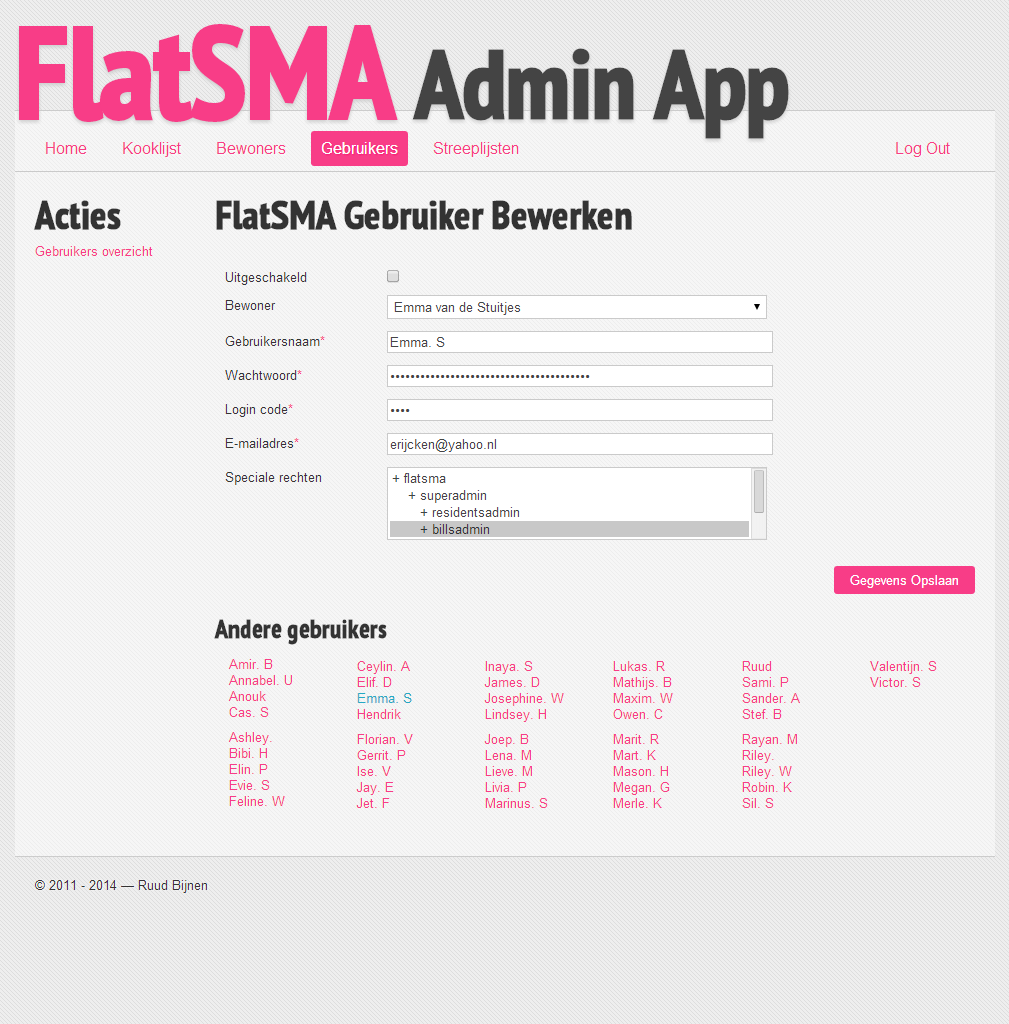 FlatSMA Admin App
Home Kooklijst Bewoners Gebruikers Streeplijsten Log Out
Acties
Gebruikers overzicht
FlatSMA Gebruiker Bewerken
Uitgeschakeld
Bewoner Emma van de Stuitjes
Gebruikersnaam* Emma. S
Wachtwoord* ••••••••••••••••••••••••••••••••••••••••
Login code* ••••
E-mailadres* erijcken@yahoo.nl
Speciale rechten
+ flatsma
+ superadmin
+ residentsadmin
+ billsadmin
Gegevens Opslaan
Andere gebruikers
Amir. B
Annabel. U
Anouk
Cas. S
Ceylin. A
Elif. D
Emma. S
Hendrik
Inaya. S
James. D
Josephine. W
Lindsey. H
Lukas. R
Mathijs. B
Maxim. W
Owen. C
Ruud
Sami. P
Sander. A
Stef. B
Valentijn. S
Victor. S
Ashley.
Bibi. H
Elin. P
Evie. S
Feline. W
Florian. V
Gerrit. P
Ise. V
Jay. E
Jet. F
Joep. B
Lena. M
Lieve. M
Livia. P
Marinus. S
Marit. R
Mart. K
Mason. H
Megan. G
Merle. K
Rayan. M
Riley.
Riley. W
Robin. K
Sil. S
© 2011 - 2014 — Ruud Bijnen